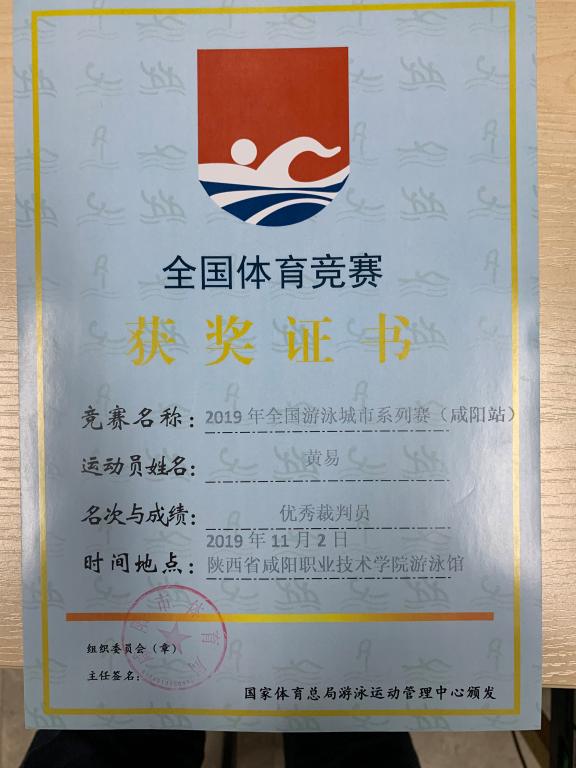 全国体育竞赛
获奖证书
竞赛名称：2019年全国游泳城市系列赛（咸阳站）
运动员姓名：黄易
名次与成绩：优秀裁判员
2019年11月2日
时间地点：陕西省咸阳职业技术学院游泳馆
组织委员会（章）
主任签名：
国家体育总局游泳运动管理中心颁发